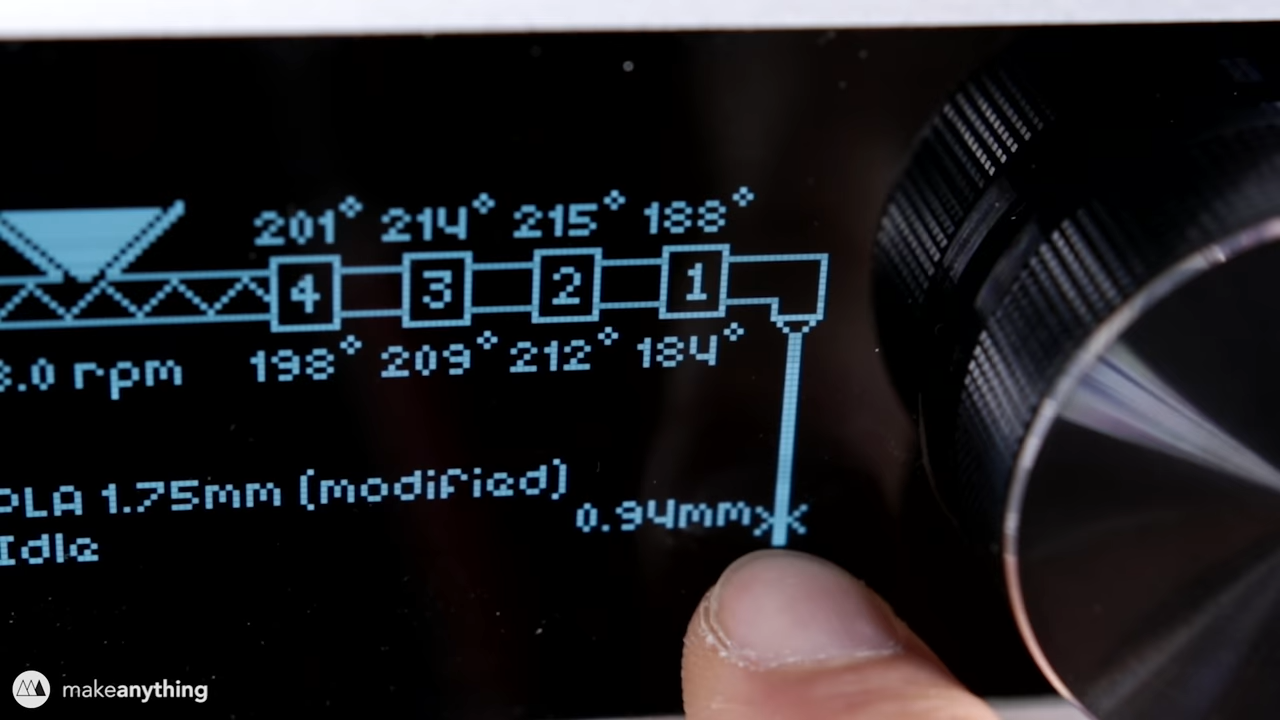 201° 214° 215° 188°
4 3 2 1
198° 209° 212° 184°
.0 rpm
PLA 1.75mm (modified)
0.94mm
Idle
makeanything